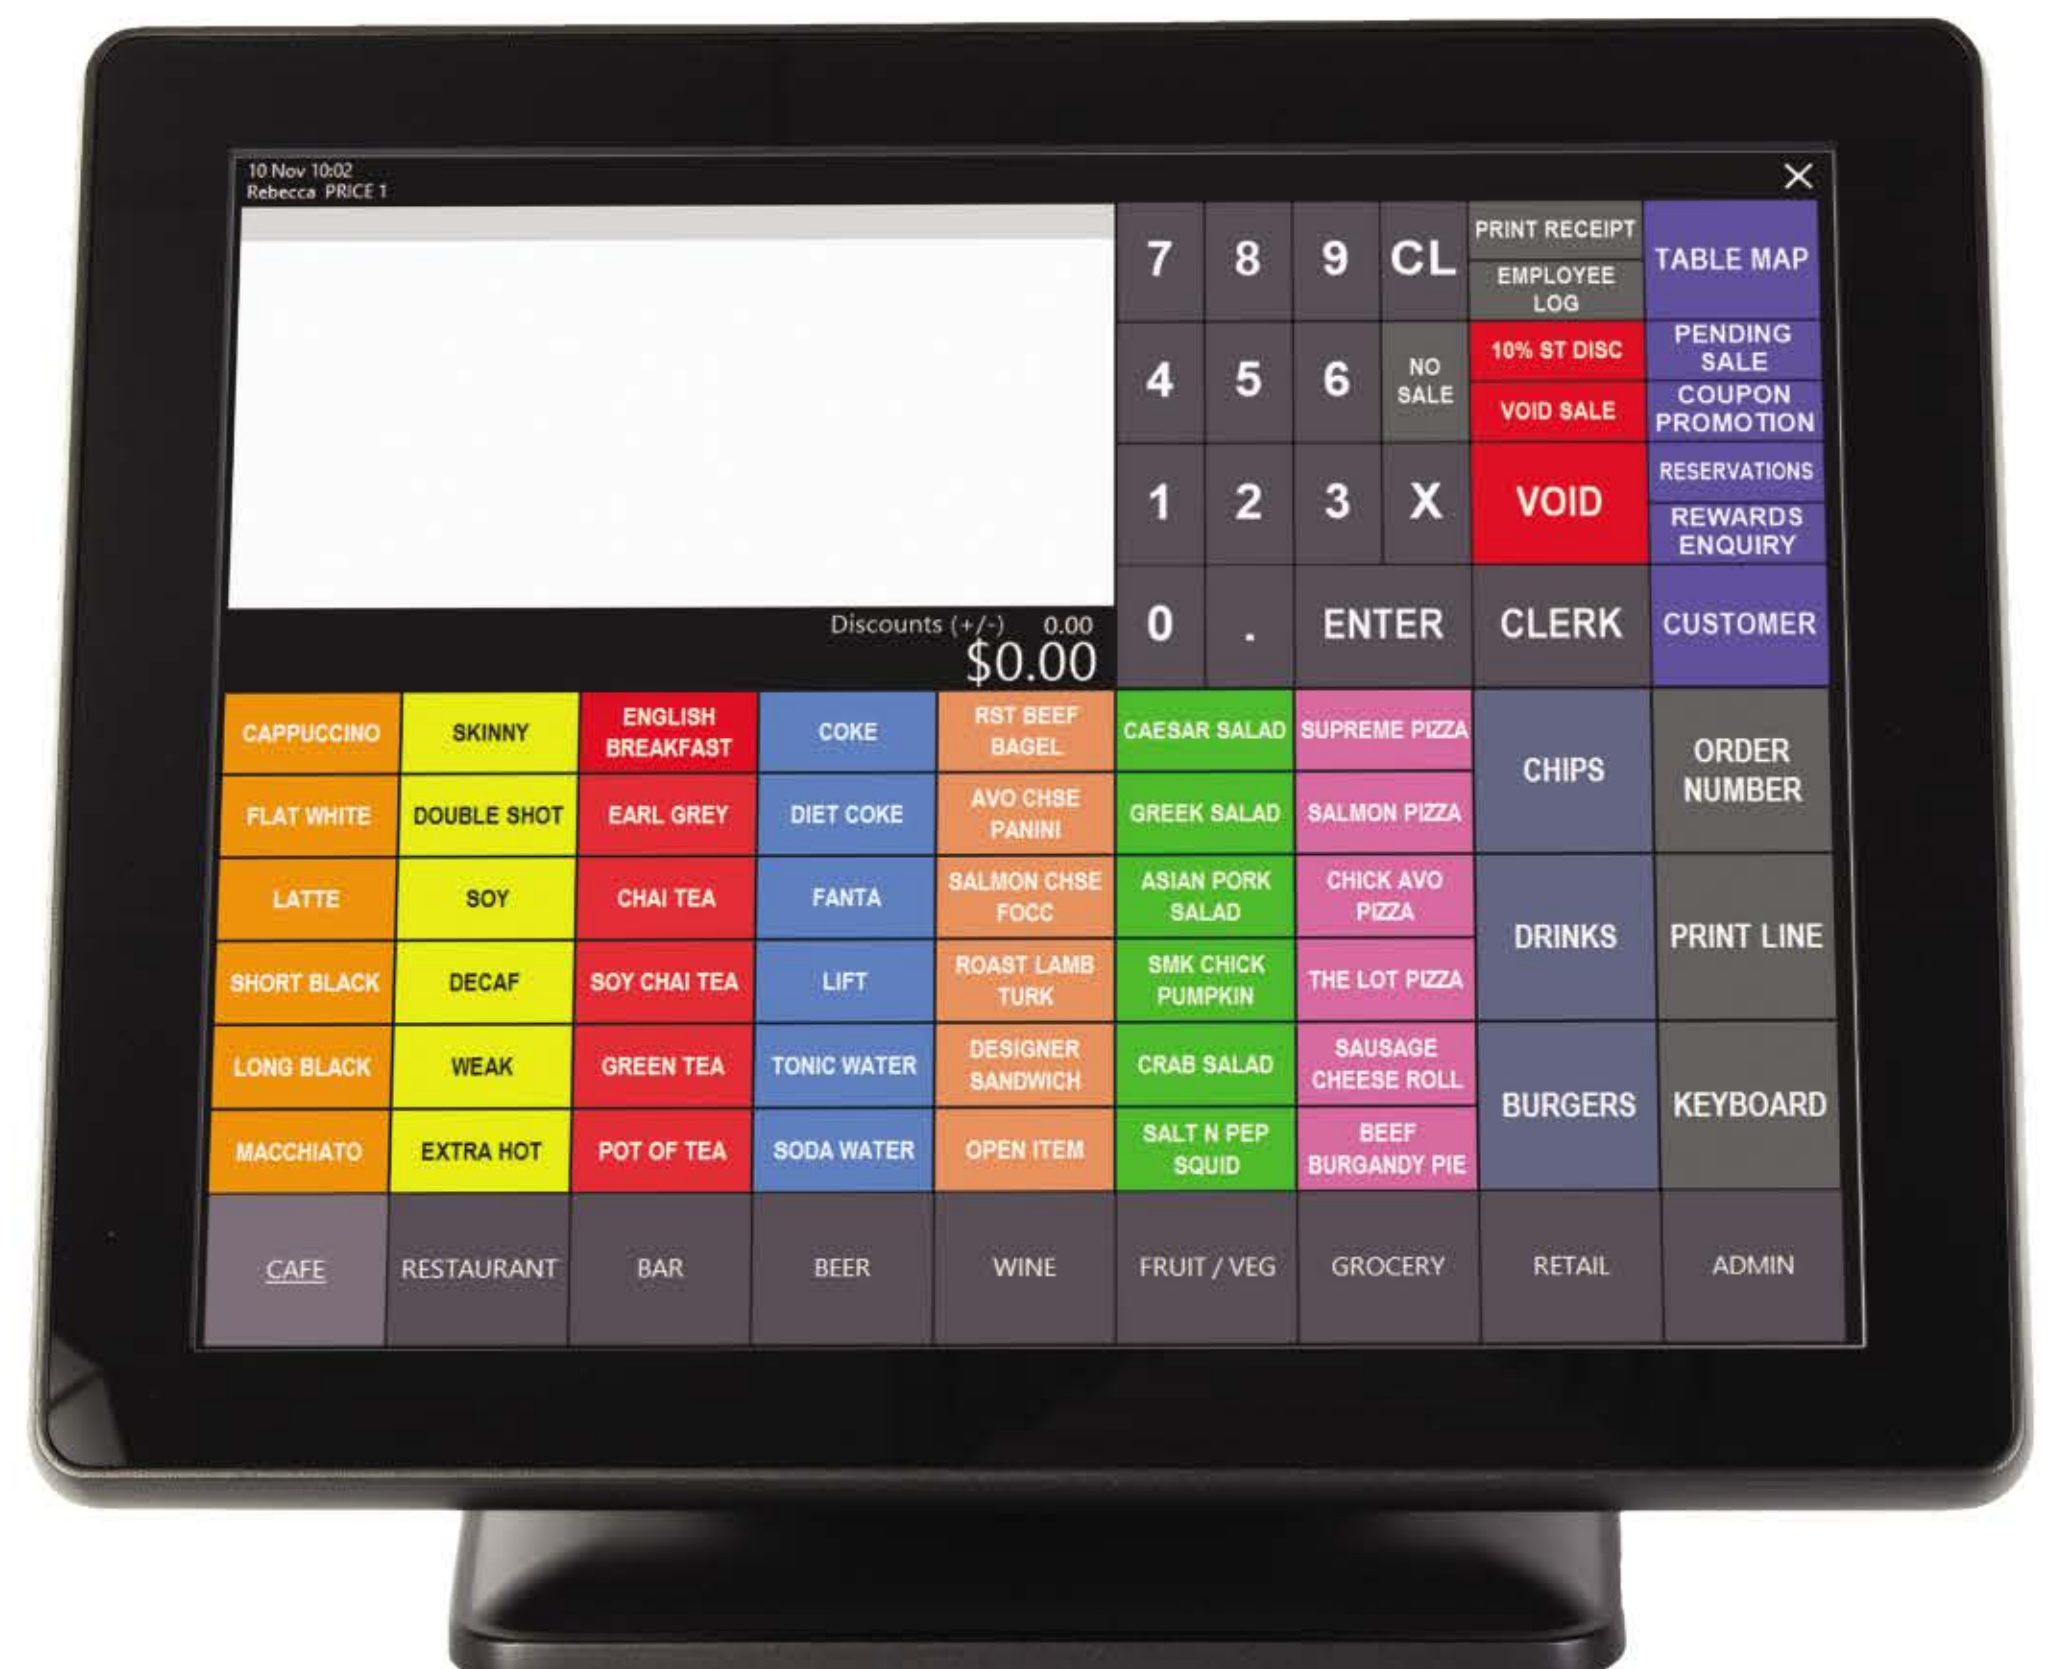 10 Nov 10:02
Rebecca PRICE 1
X
7 8 9 CL
PRINT RECEIPT
EMPLOYEE
LOG
TABLE MAP
4 5 6
NO
SALE
10% ST DISC
VOID SALE
PENDING
SALE
COUPON
PROMOTION
1 2 3 X
VOID
RESERVATIONS
REWARDS
ENQUIRY
Discounts (+/-) 0.00
$0.00
0 . ENTER CLERK CUSTOMER
CAPPUCCINO
SKINNY
ENGLISH
BREAKFAST
COKE
RST BEEF
BAGEL
CAESAR SALAD
SUPREME PIZZA
CHIPS
ORDER
NUMBER
FLAT WHITE
DOUBLE SHOT
EARL GREY
DIET COKE
AVO CHSE
PANINI
GREEK SALAD
SALMON PIZZA
LATTE
SOY
CHAI TEA
FANTA
SALMON CHSE
FOCC
ASIAN PORK
SALAD
CHICK AVO
PIZZA
DRINKS
PRINT LINE
SHORT BLACK
DECAF
SOY CHAI TEA
LIFT
ROAST LAMB
TURK
SMK CHICK
PUMPKIN
THE LOT PIZZA
LONG BLACK
WEAK
GREEN TEA
TONIC WATER
DESIGNER
SANDWICH
CRAB SALAD
SAUSAGE
CHEESE ROLL
BURGERS
KEYBOARD
MACCHIATO
EXTRA HOT
POT OF TEA
SODA WATER
OPEN ITEM
SALT N PEP
SQUID
BEEF
BURGANDY PIE
CAFE RESTAURANT BAR BEER WINE FRUIT / VEG GROCERY RETAIL ADMIN